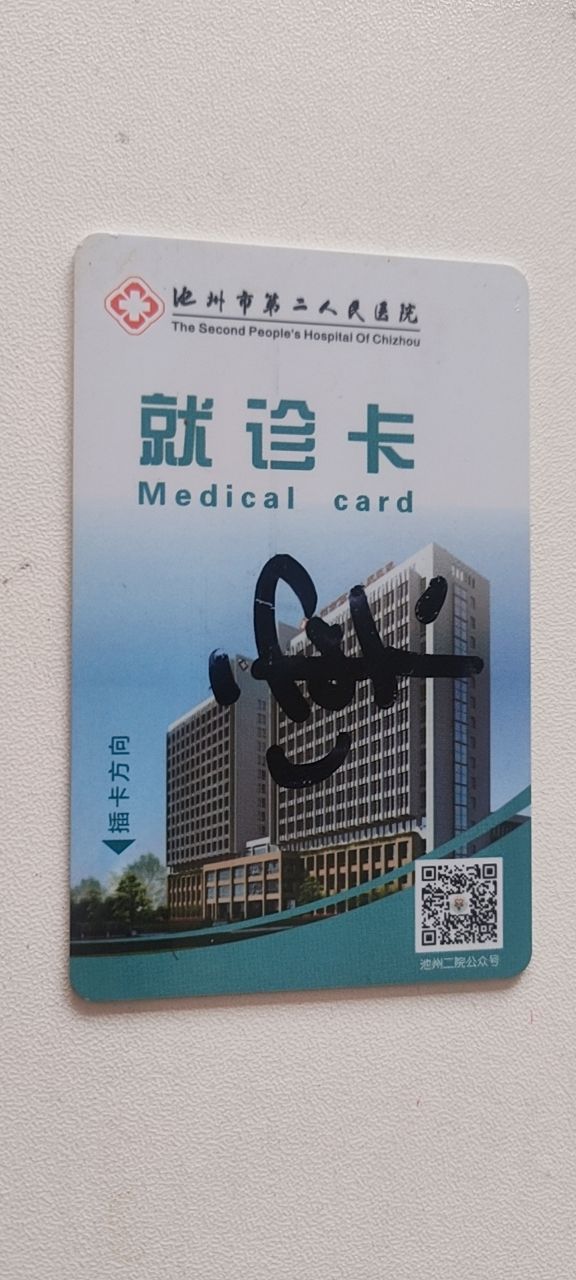 池州市第二人民医院
The Second People's Hospital Of Chizhou
就诊卡
Medical card
插卡方向
池州二院公众号